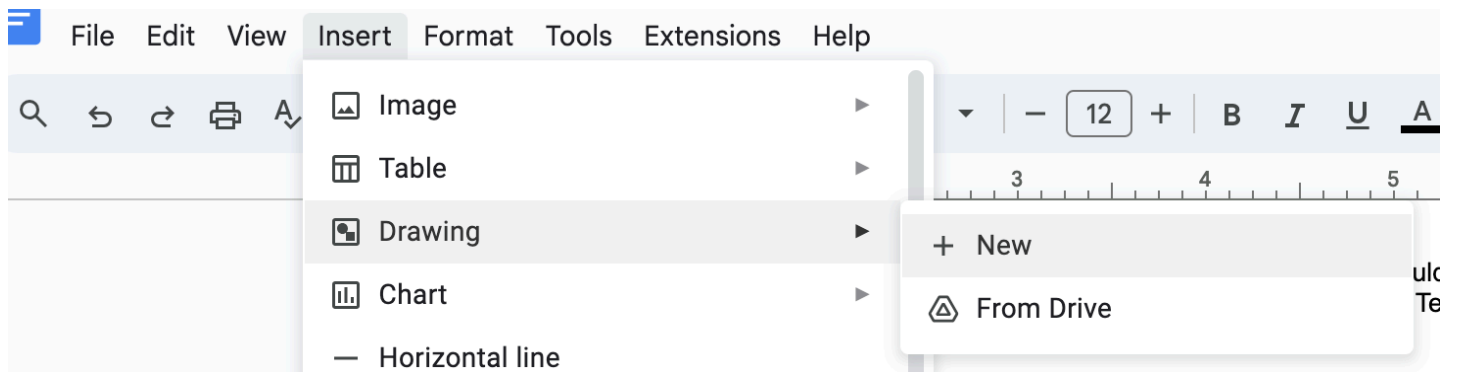 File Edit View Insert Format Tools Extensions Help
12 B I U A
Image
Table
3 4 5
Drawing
New
Chart
From Drive
Te
Horizontal line